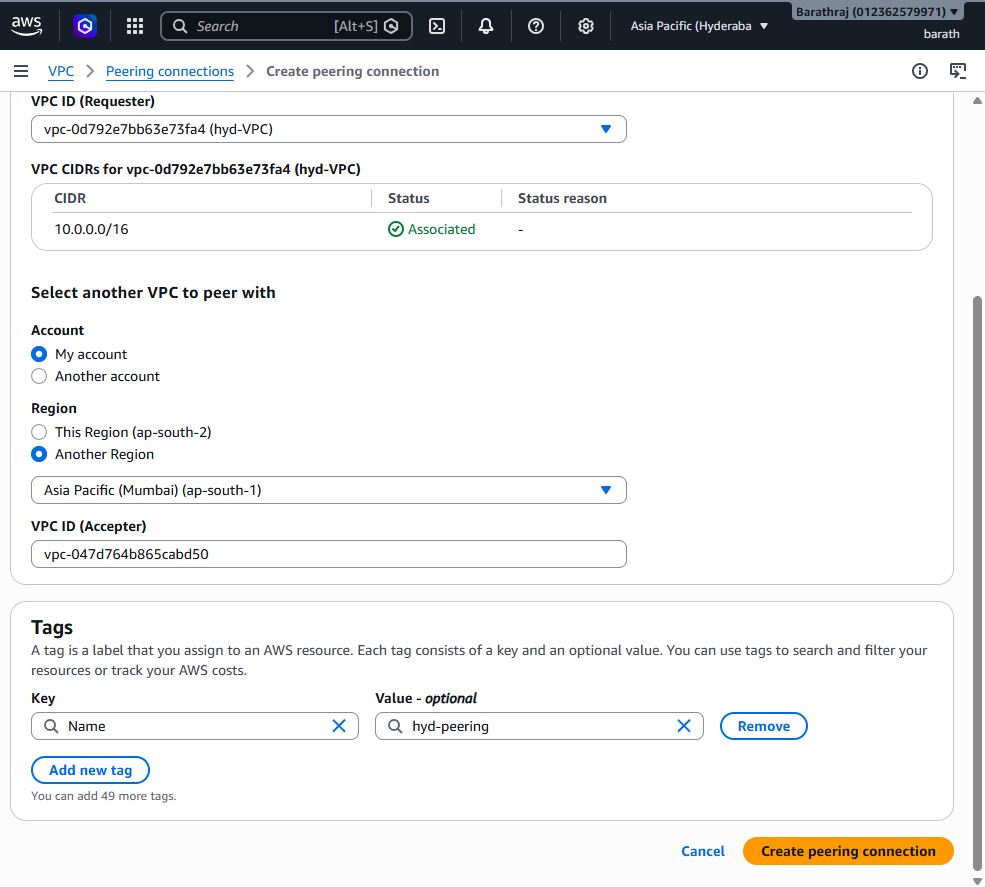 aws
Search [Alt+S]
Asia Pacific (Hyderaba
Barathraj (012362579971)
barath
VPC > Peering connections > Create peering connection
VPC ID (Requester)
vpc-0d792e7bb63e73fa4 (hyd-VPC)
VPC CIDRs for vpc-0d792e7bb63e73fa4 (hyd-VPC)
CIDR Status Status reason
10.0.0.0/16 Associated -
Select another VPC to peer with
Account
My account
Another account
Region
This Region (ap-south-2)
Another Region
Asia Pacific (Mumbai) (ap-south-1)
VPC ID (Accepter)
vpc-047d764b865cabd50
Tags
A tag is a label that you assign to an AWS resource. Each tag consists of a key and an optional value. You can use tags to search and filter your
resources or track your AWS costs.
Key Value - optional
Name hyd-peering Remove
Add new tag
You can add 49 more tags.
Cancel Create peering connection